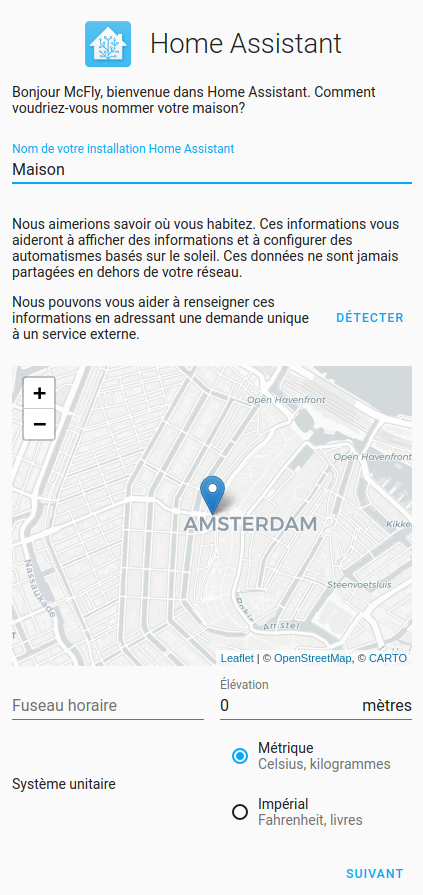 Home Assistant
Bonjour McFly, bienvenue dans Home Assistant. Comment
voudriez-vous nommer votre maison?
Nom de votre installation Home Assistant
Maison
Nous aimerions savoir où vous habitez. Ces informations vous
aideront à afficher des informations et à configurer des
automatismes basés sur le soleil. Ces données ne sont jamais
partagées en dehors de votre réseau.
Nous pouvons vous aider à renseigner ces
informations en adressant une demande unique
à un service externe.
DÉTECTER
+
−
Open Havenfront
Open Havenfront
AMSTERDAM
Kikke
Nassaukade
Steenvoetsluis
Rokin
Amstel
Leaflet | © OpenStreetMap, © CARTO
Élévation
Fuseau horaire
0
mètres
Métrique
Celsius, kilogrammes
Système unitaire
Impérial
Fahrenheit, livres
SUIVANT